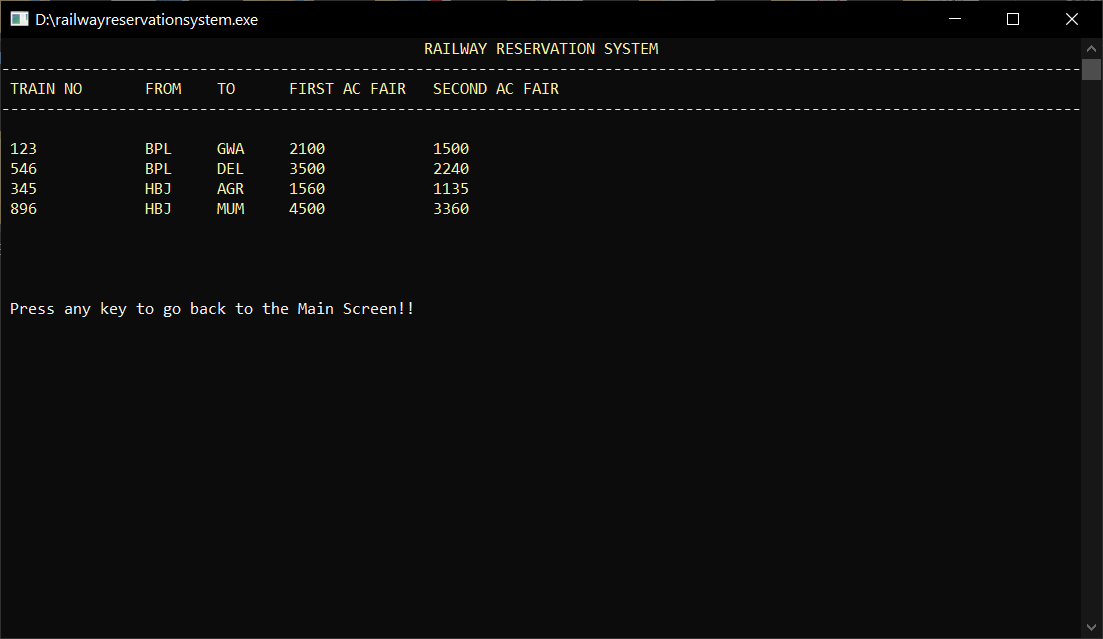 D:\railwayreservationsystem.exe
RAILWAY RESERVATION SYSTEM
------------------------------------------------------------------------------------------------------------------------
TRAIN NO FROM TO FIRST AC FAIR SECOND AC FAIR
------------------------------------------------------------------------------------------------------------------------
123 BPL GWA 2100 1500
546 BPL DEL 3500 2240
345 HBJ AGR 1560 1135
896 HBJ MUM 4500 3360
Press any key to go back to the Main Screen!!